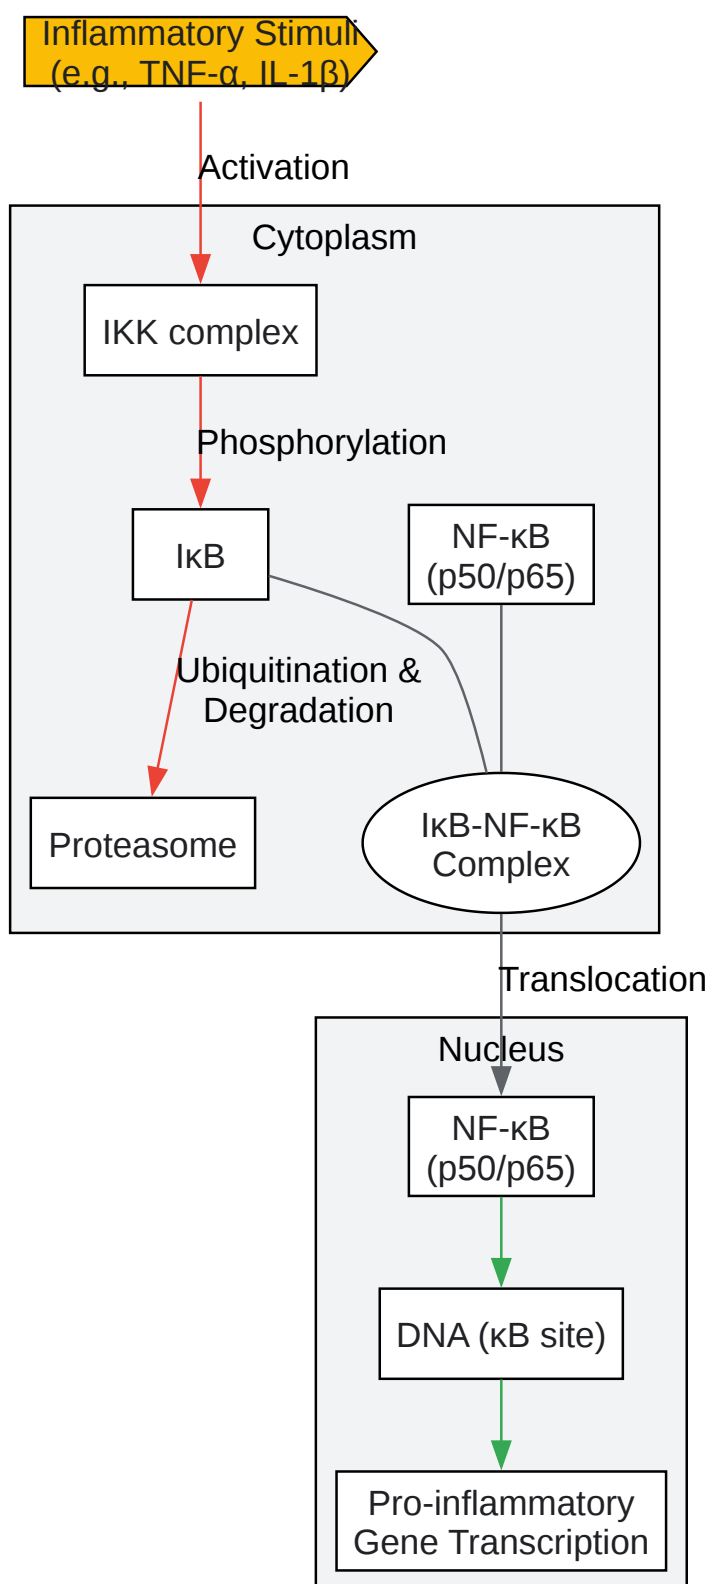 Inflammatory Stimuli
(e.g., TNF-α, IL-1β)
Activation
Cytoplasm
IKK complex
Phosphorylation
IκB
NF-κB
(p50/p65)
Ubiquitination &
Degradation
Proteasome
IκB-NF-κB
Complex
Translocation
Nucleus
NF-κB
(p50/p65)
DNA (κB site)
Pro-inflammatory
Gene Transcription